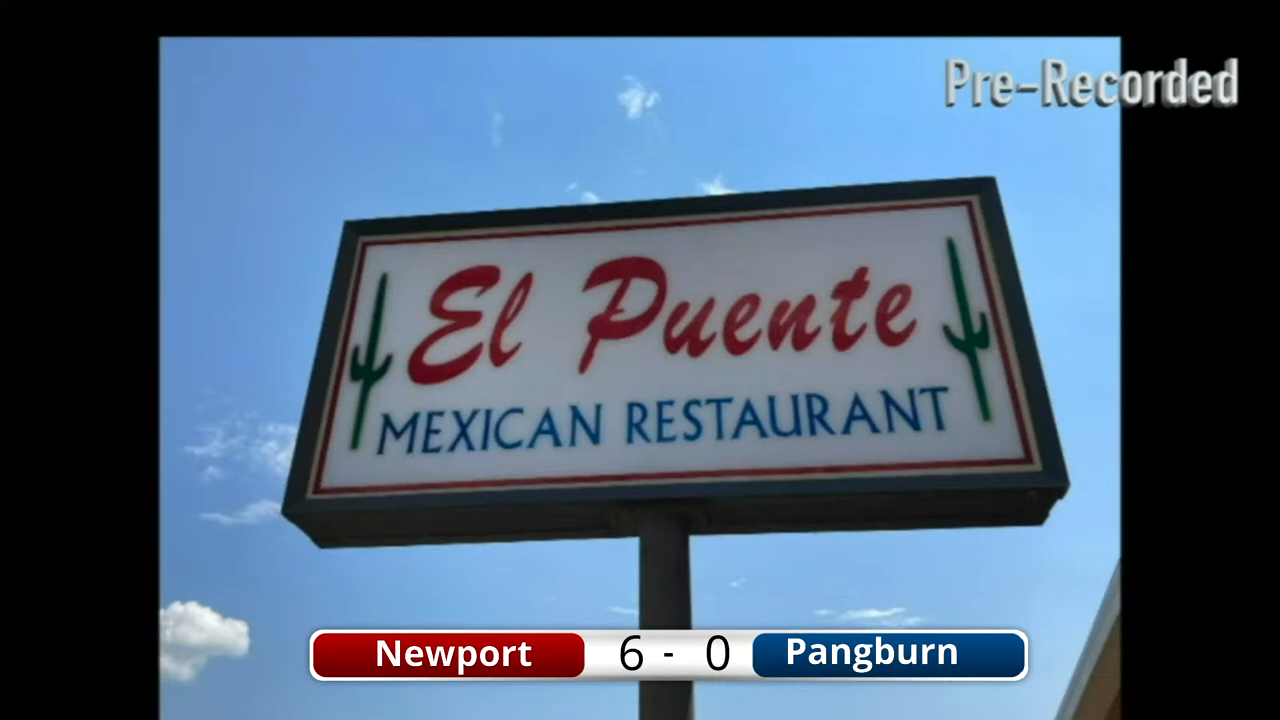 Pre-Recorded
El Puente
MEXICAN RESTAURANT
Newport 6 - 0 Pangburn